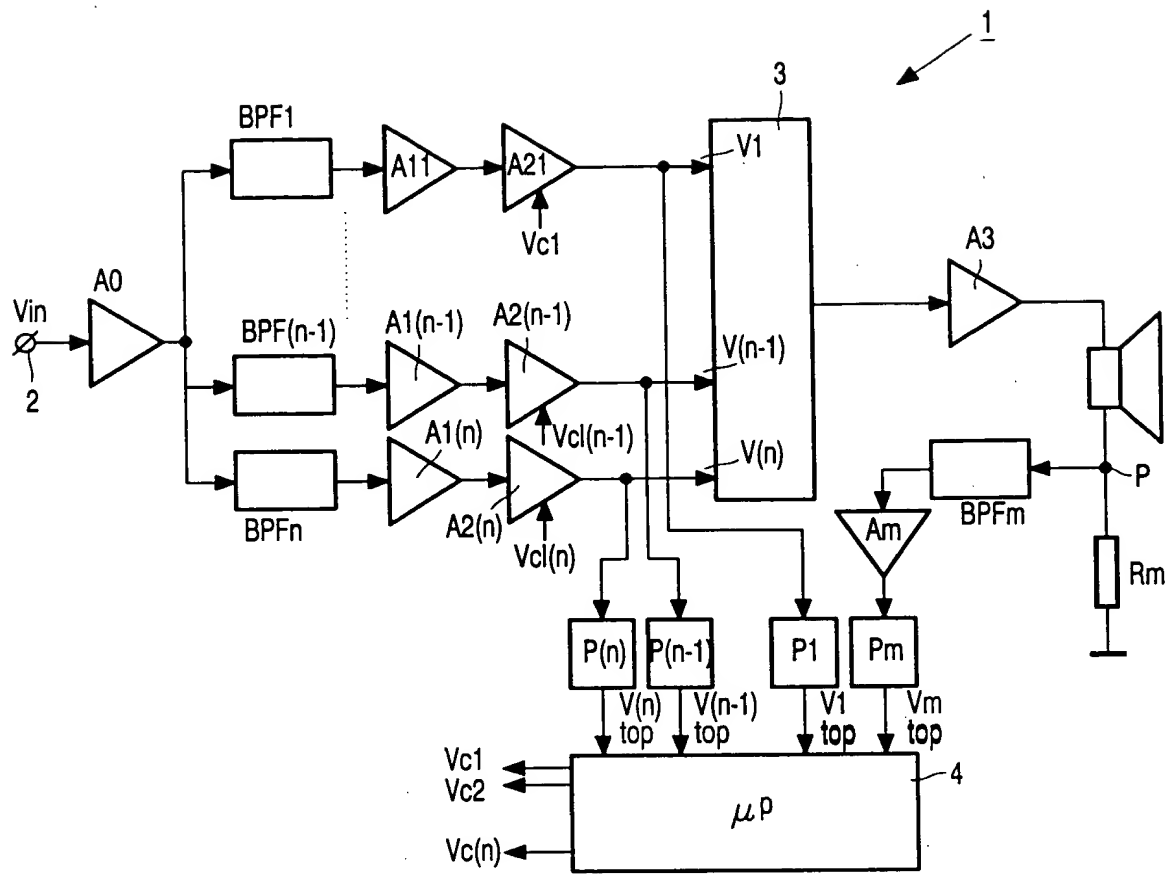 1
3
BPF1
A11
A21
V1
Vc1
A3
A0
Vin
2
BPF(n-1)
A1(n-1)
A2(n-1)
V(n-1)
Vcl(n-1)
A1(n)
V(n)
BPFn
A2(n)
Vcl(n)
BPFm
P
Am
Rm
P(n)
P(n-1)
P1
Pm
V(n)
top
V(n-1)
top
V1
top
Vm
top
Vc1
Vc2
Vc(n)
μp
4